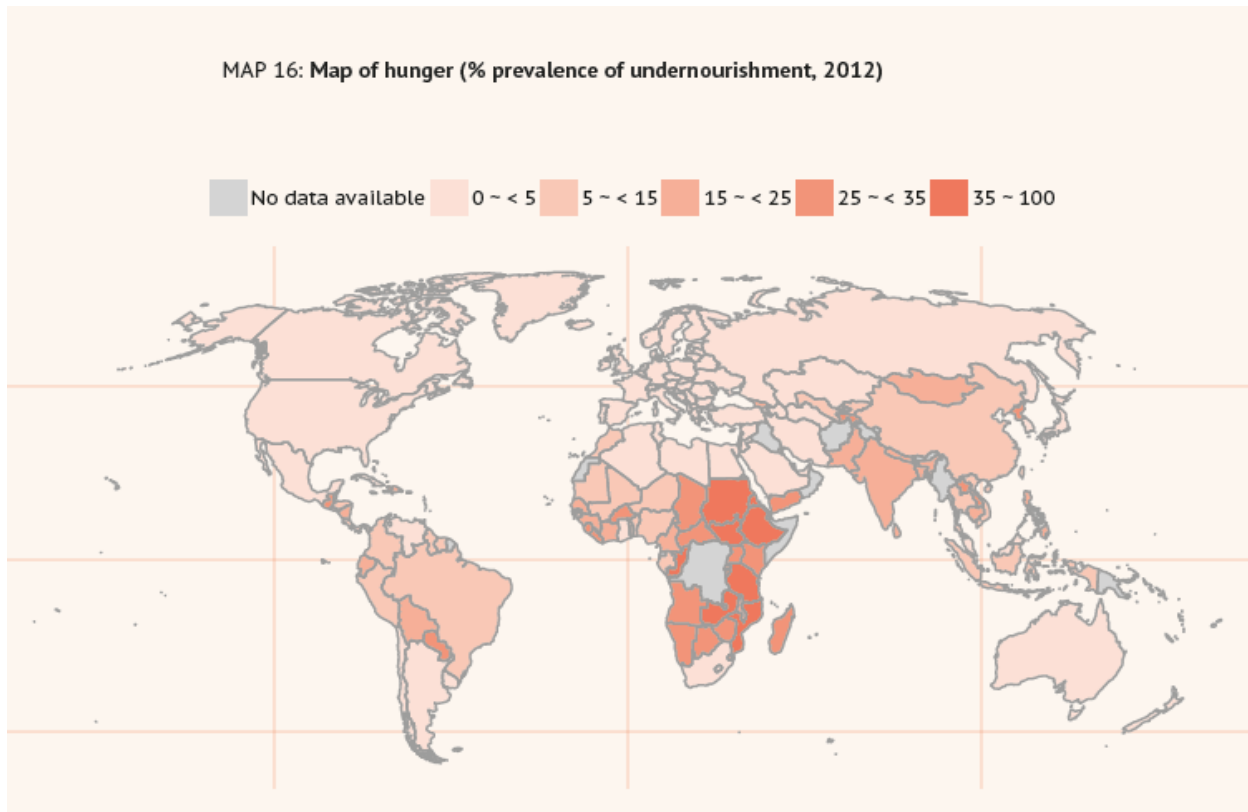 MAP 16: Map of hunger (% prevalence of undernourishment, 2012)
No data available 0 ~ < 5 5 ~ < 15 15 ~ < 25 25 ~ < 35 35 ~ 100